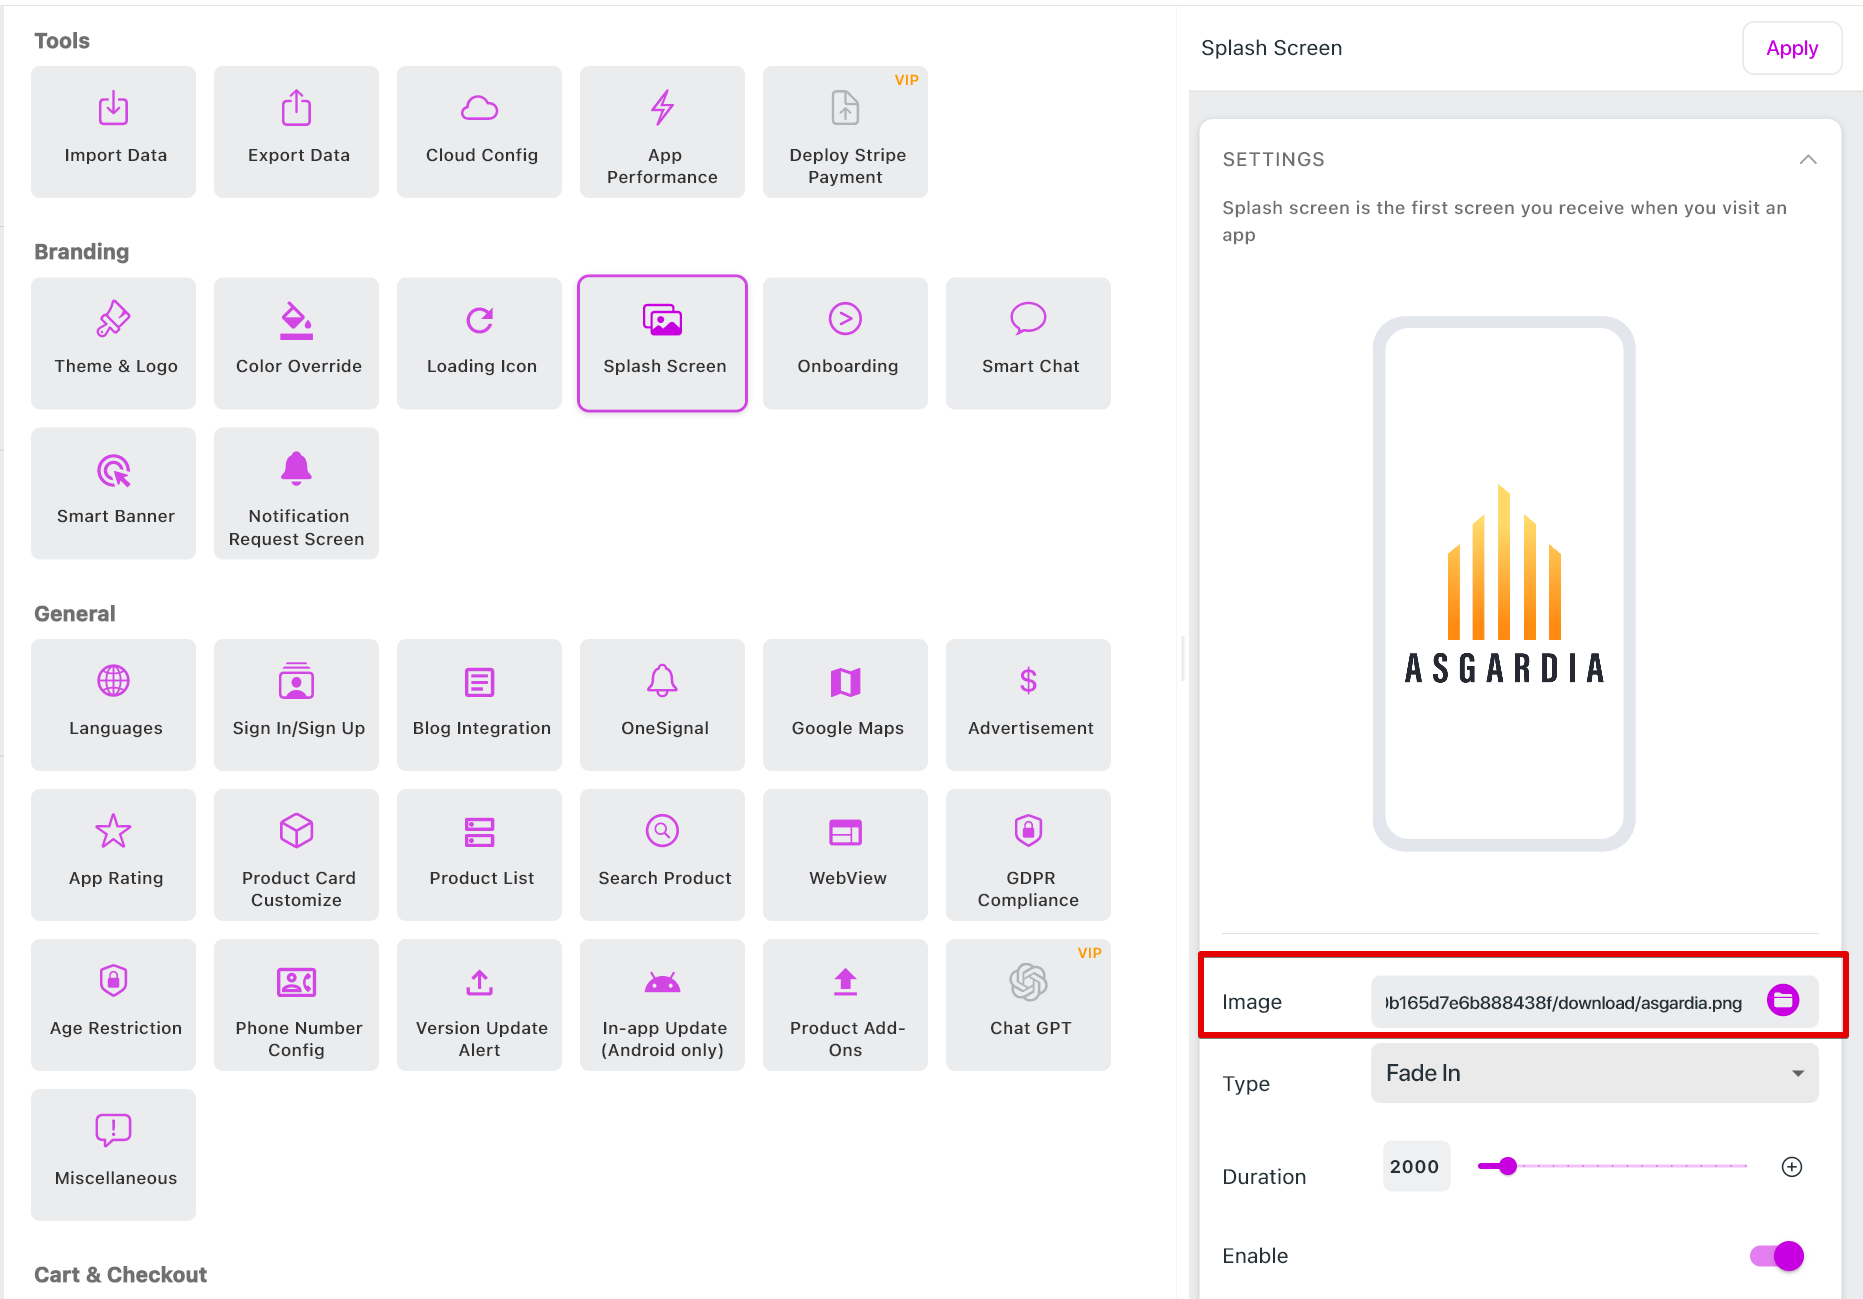 Tools
Import Data
Export Data
Cloud Config
App
Performance
VIP
Deploy Stripe
Payment
Branding
Theme & Logo
Color Override
Loading Icon
Splash Screen
Onboarding
Smart Chat
Smart Banner
Notification
Request Screen
General
Languages
Sign In/Sign Up
Blog Integration
OneSignal
Google Maps
Advertisement
App Rating
Product Card
Customize
Product List
Search Product
WebView
GDPR
Compliance
Age Restriction
Phone Number
Config
Version Update
Alert
In-app Update
(Android only)
Product Add-
Ons
VIP
Chat GPT
Miscellaneous
Cart & Checkout
Splash Screen
Apply
SETTINGS
Splash screen is the first screen you receive when you visit an
app
ASGARDIA
Image
b165d7e6b888438f/download/asgardia.png
Type
Fade In
Duration
2000
Enable